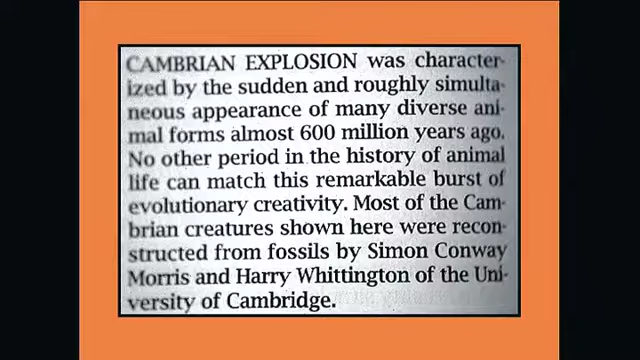 CAMBRIAN EXPLOSION was character-
ized by the sudden and roughly simulta-
neous appearance of many diverse ani-
mal forms almost 600 million years ago.
No other period in the history of animal
life can match this remarkable burst of
evolutionary creativity. Most of the Cam-
brian creatures shown here were recon-
structed from fossils by Simon Conway
Morris and Harry Whittington of the Uni-
versity of Cambridge.